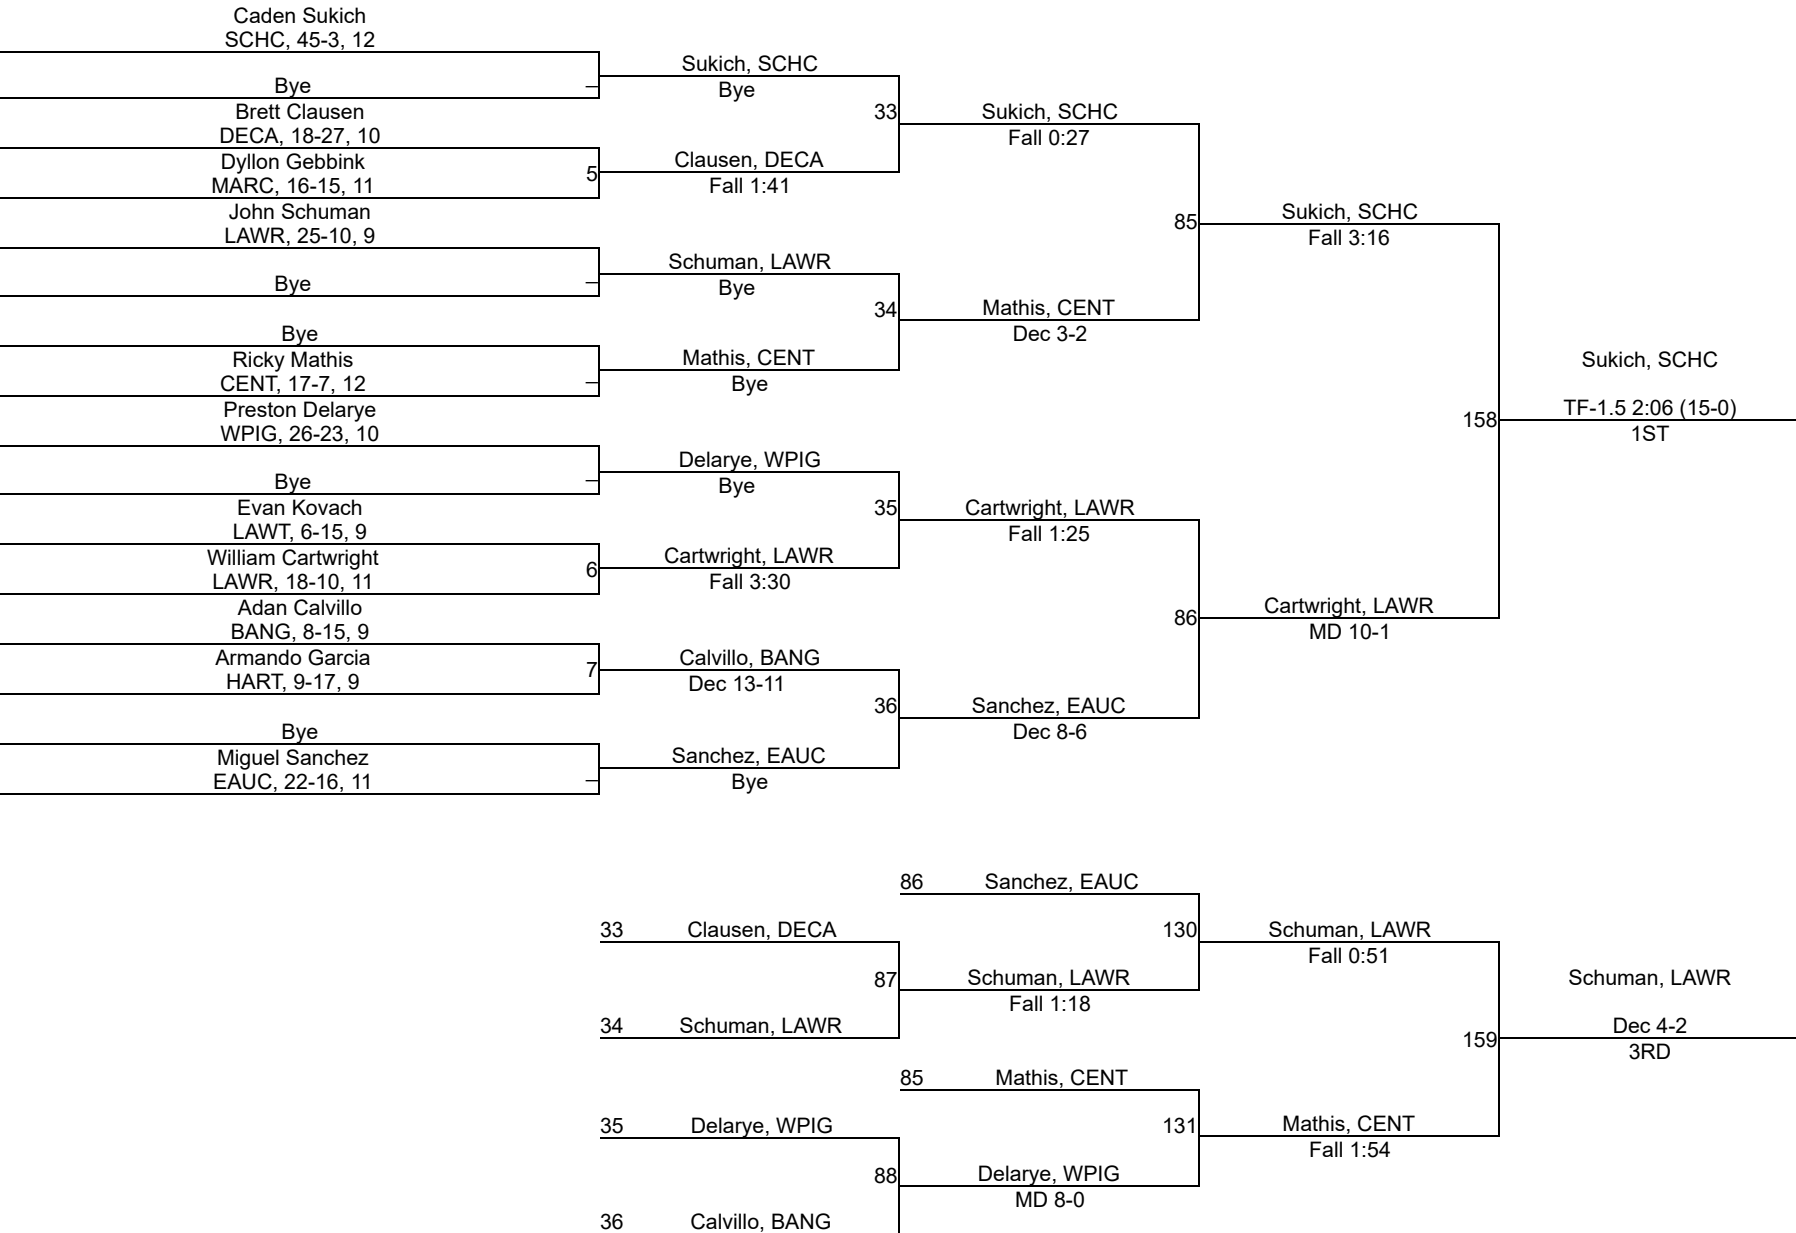 Caden Sukich
SCHC, 45-3, 12
Bye
Brett Clausen
DECA, 18-27, 10
Dyllon Gebbink
MARC, 16-15, 11
5
John Schuman
LAWR, 25-10, 9
Bye
Bye
Ricky Mathis
CENT, 17-7, 12
Preston Delarye
WPIG, 26-23, 10
Bye
Evan Kovach
LAWT, 6-15, 9
William Cartwright
LAWR, 18-10, 11
6
Adan Calvillo
BANG, 8-15, 9
Armando Garcia
HART, 9-17, 9
7
Bye
Miguel Sanchez
EAUC, 22-16, 11
Sukich, SCHC
Bye
33
Clausen, DECA
Fall 1:41
Schuman, LAWR
Bye
34
Mathis, CENT
Bye
Delarye, WPIG
Bye
35
Cartwright, LAWR
Fall 3:30
Calvillo, BANG
Dec 13-11
36
Sanchez, EAUC
Bye
Sukich, SCHC
Fall 0:27
85
Mathis, CENT
Dec 3-2
Cartwright, LAWR
Fall 1:25
86
Sanchez, EAUC
Dec 8-6
Sukich, SCHC
Fall 3:16
158
Cartwright, LAWR
MD 10-1
Sukich, SCHC
TF-1.5 2:06 (15-0)
1ST
86 Sanchez, EAUC
33 Clausen, DECA
130
Schuman, LAWR
Fall 0:51
87
Schuman, LAWR
Fall 1:18
34 Schuman, LAWR
Schuman, LAWR
159
Dec 4-2
3RD
85 Mathis, CENT
35 Delarye, WPIG
131
Mathis, CENT
Fall 1:54
88
Delarye, WPIG
MD 8-0
36 Calvillo, BANG